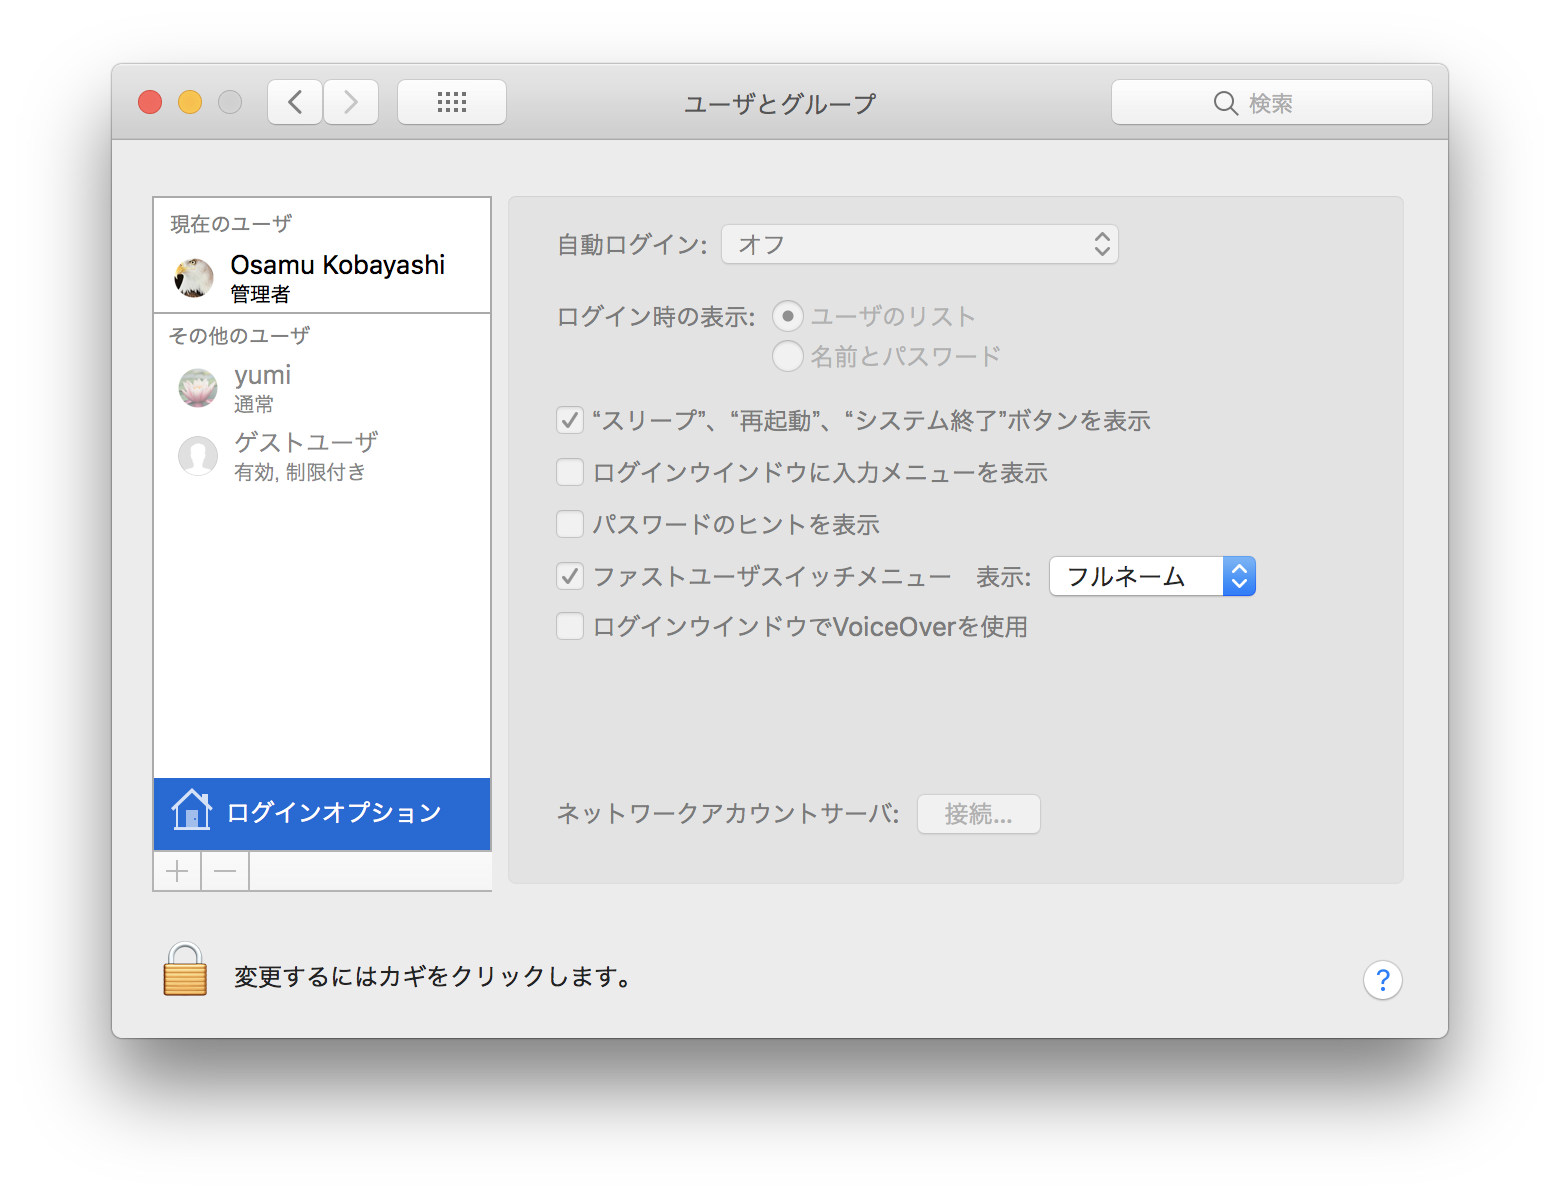 ユーザとグループ
検索
現在のユーザ
Osamu Kobayashi
管理者
その他のユーザ
yumi
通常
ゲストユーザ
有効, 制限付き
ログインオプション
自動ログイン: オフ
ログイン時の表示: ユーザのリスト
名前とパスワード
“スリープ”、“再起動”、“システム終了”ボタンを表示
ログインウインドウに入力メニューを表示
パスワードのヒントを表示
ファストユーザスイッチメニュー 表示: フルネーム
ログインウインドウでVoiceOverを使用
ネットワークアカウントサーバ: 接続...
変更するにはカギをクリックします。
?